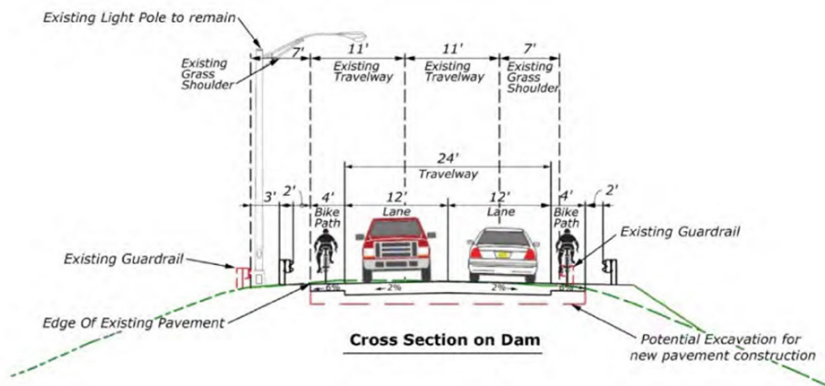 Existing Light Pole to remain
7'
11'
11'
7'
Existing
Grass
Shoulder
Existing
Travelway
Existing
Travelway
Existing
Grass
Shoulder
24'
Travelway
3'
2'
4'
12'
12'
4'
2'
Bike
Path
Lane
Lane
Bike
Path
Existing Guardrail
Existing Guardrail
2%
2%
Edge Of Existing Pavement
Cross Section on Dam
Potential Excavation for
new pavement construction